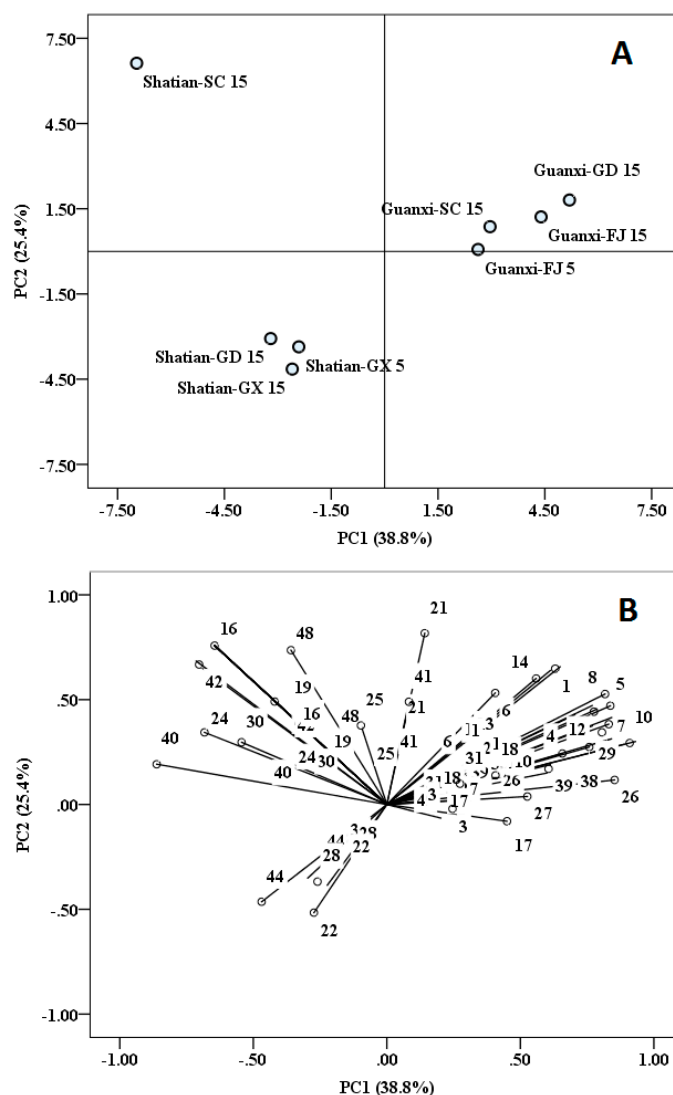 A
7.50
Shatian-SC 15
4.50
Guanxi-GD 15
Guanxi-SC 15
1.50
Guanxi-FJ 15
Guanxi-FJ 5
PC2 (25.4%)
-1.50
Shatian-GD 15
Shatian-GX 5
Shatian-GX 15
-4.50
-7.50
-7.50 -4.50 -1.50 1.50 4.50 7.50
PC1 (38.8%)
B
1.00
21
16 48 14
41 8 5
42 19 25 1
.50
24 30 16 48 21 6 3 4 12 7 10
40 19 41 6 18
24 30 25 31 10 29
40 18 26 39 38
4 3 17 26
.00
3 27
17
28
44 28 22
44
22
-.50
PC2 (25.4%)
-1.00
-1.00 -.50 .00 .50 1.00
PC1 (38.8%)